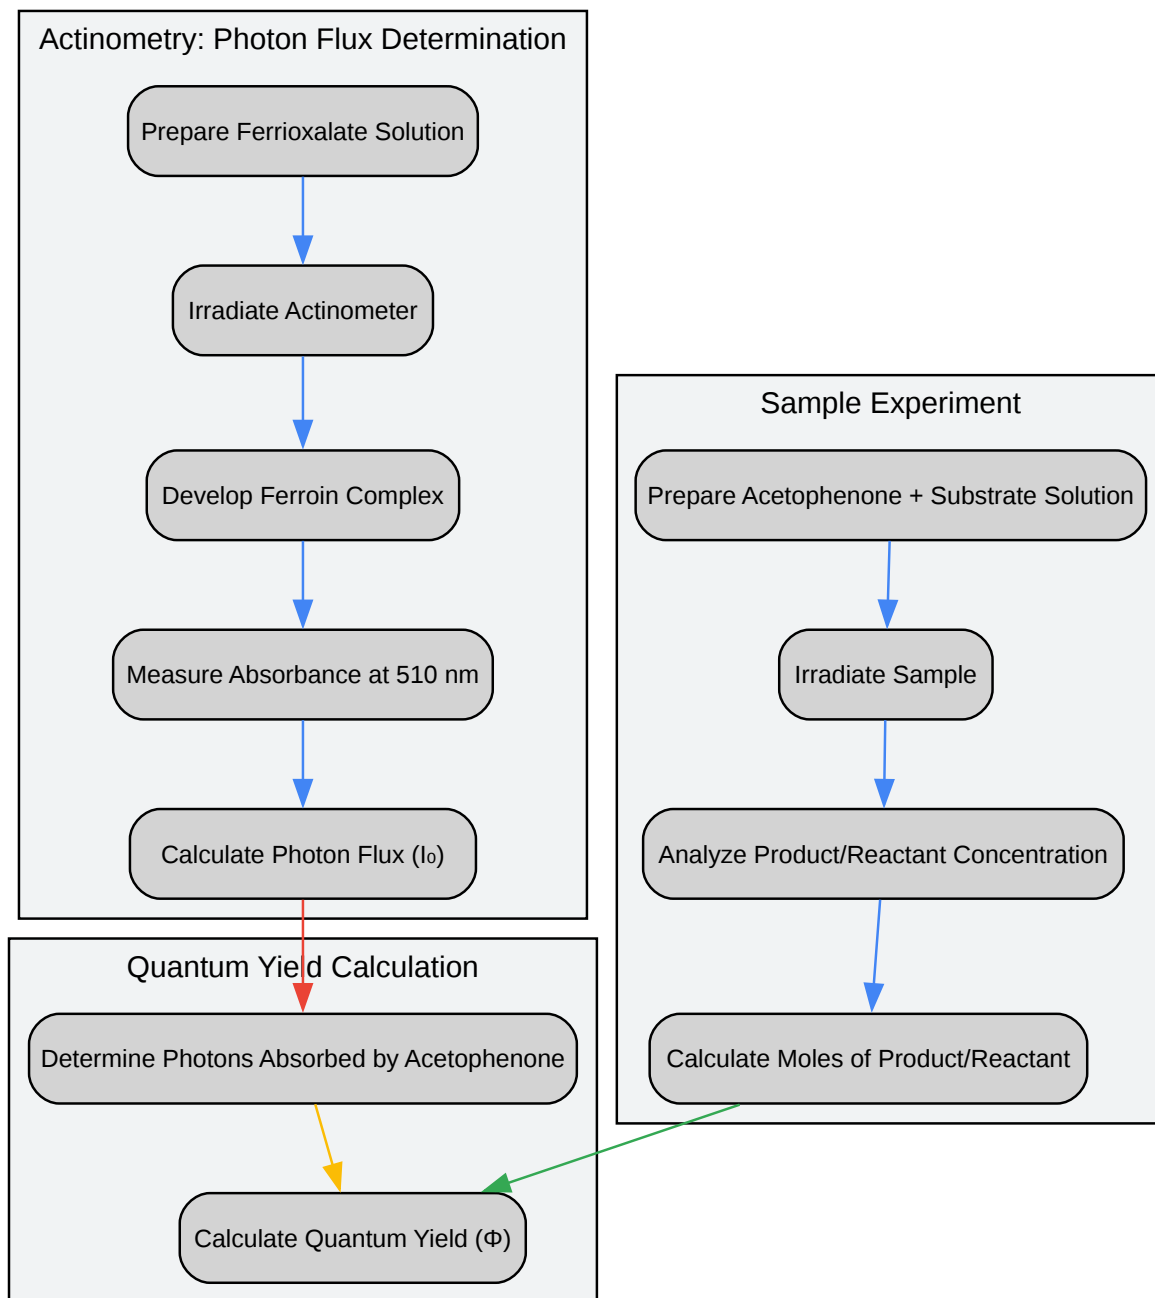 Actinometry: Photon Flux Determination
Prepare Ferrioxalate Solution
Irradiate Actinometer
Develop Ferroin Complex
Measure Absorbance at 510 nm
Calculate Photon Flux (I₀)
Sample Experiment
Prepare Acetophenone + Substrate Solution
Irradiate Sample
Analyze Product/Reactant Concentration
Calculate Moles of Product/Reactant
Quantum Yield Calculation
Determine Photons Absorbed by Acetophenone
Calculate Quantum Yield (Φ)